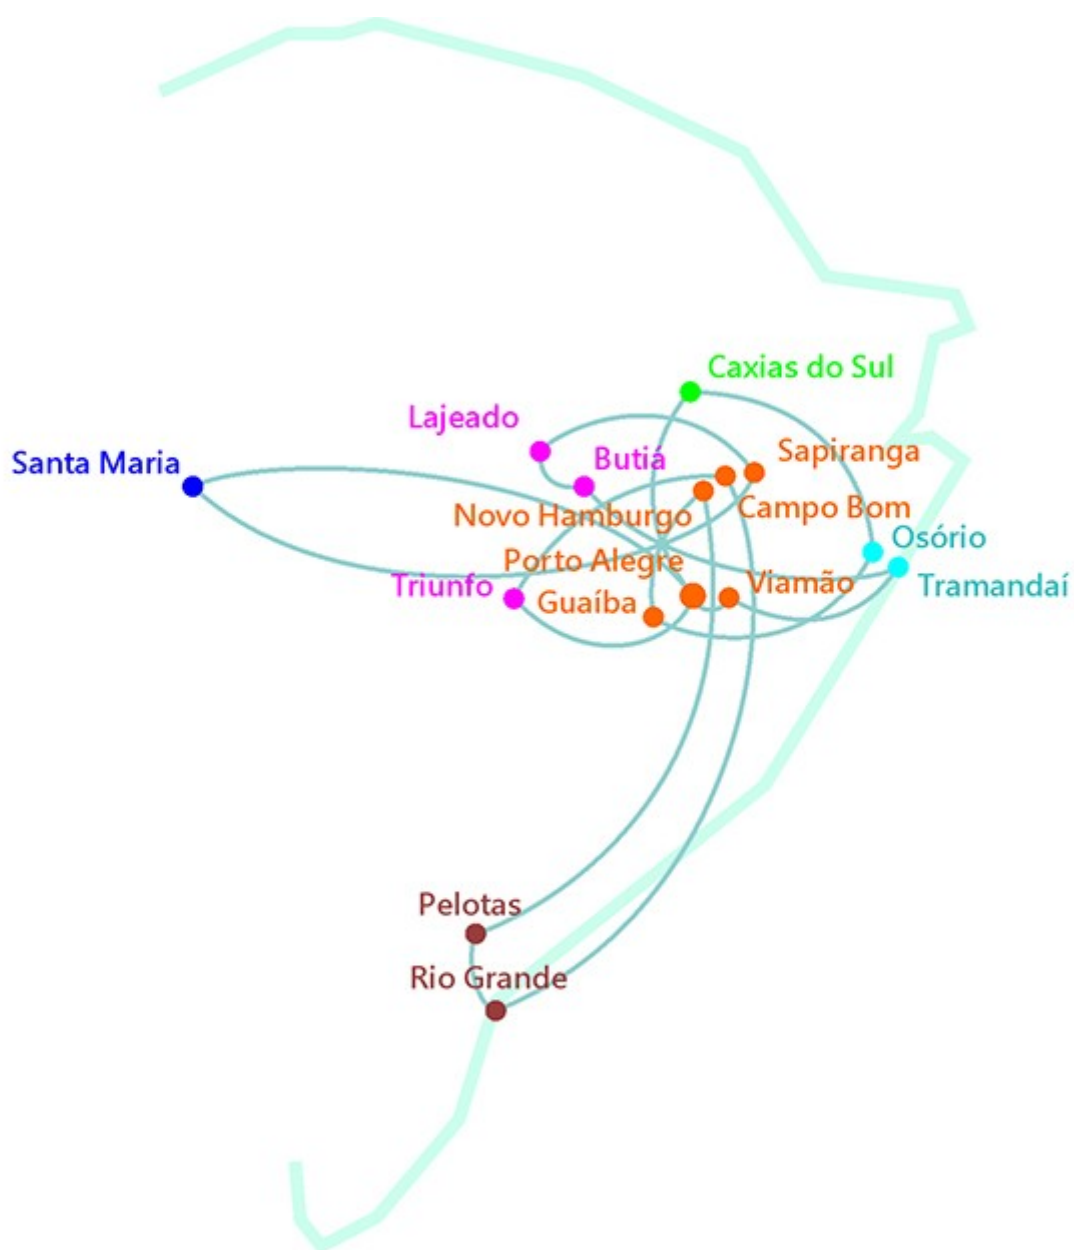 Caxias do Sul
Lajeado
Sapiranga
Butiá
Santa Maria
Campo Bom
Novo Hamburgo
Osório
Porto Alegre
Viamão
Triunfo
Tramandaí
Guaíba
Pelotas
Rio Grande